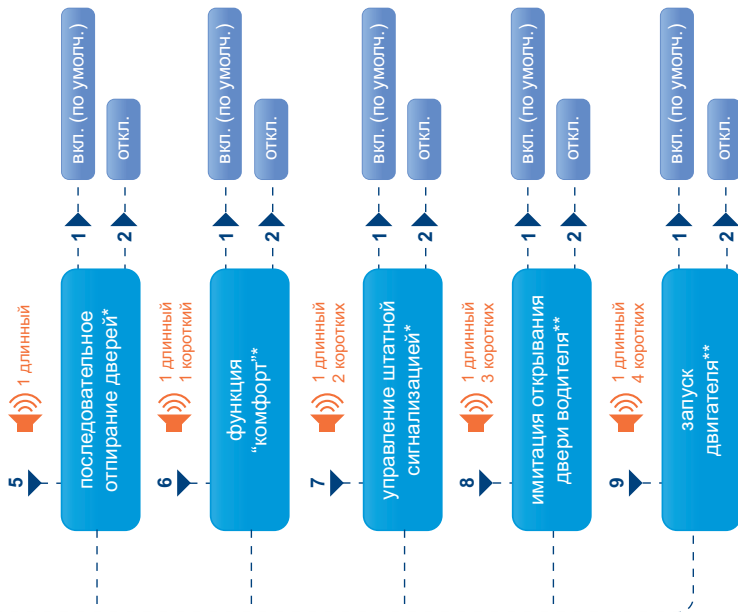 5
1 длинный
последовательное
отпирание дверей*
1
вкл. (по умолч.)
2
откл.
6
1 длинный
1 короткий
функция
“комфорт”*
1
вкл. (по умолч.)
2
откл.
7
1 длинный
2 коротких
управление штатной
сигнализацией*
1
вкл. (по умолч.)
2
откл.
8
1 длинный
3 коротких
имитация открывания
двери водителя**
1
вкл. (по умолч.)
2
откл.
9
1 длинный
4 коротких
запуск
двигателя**
1
вкл. (по умолч.)
2
откл.